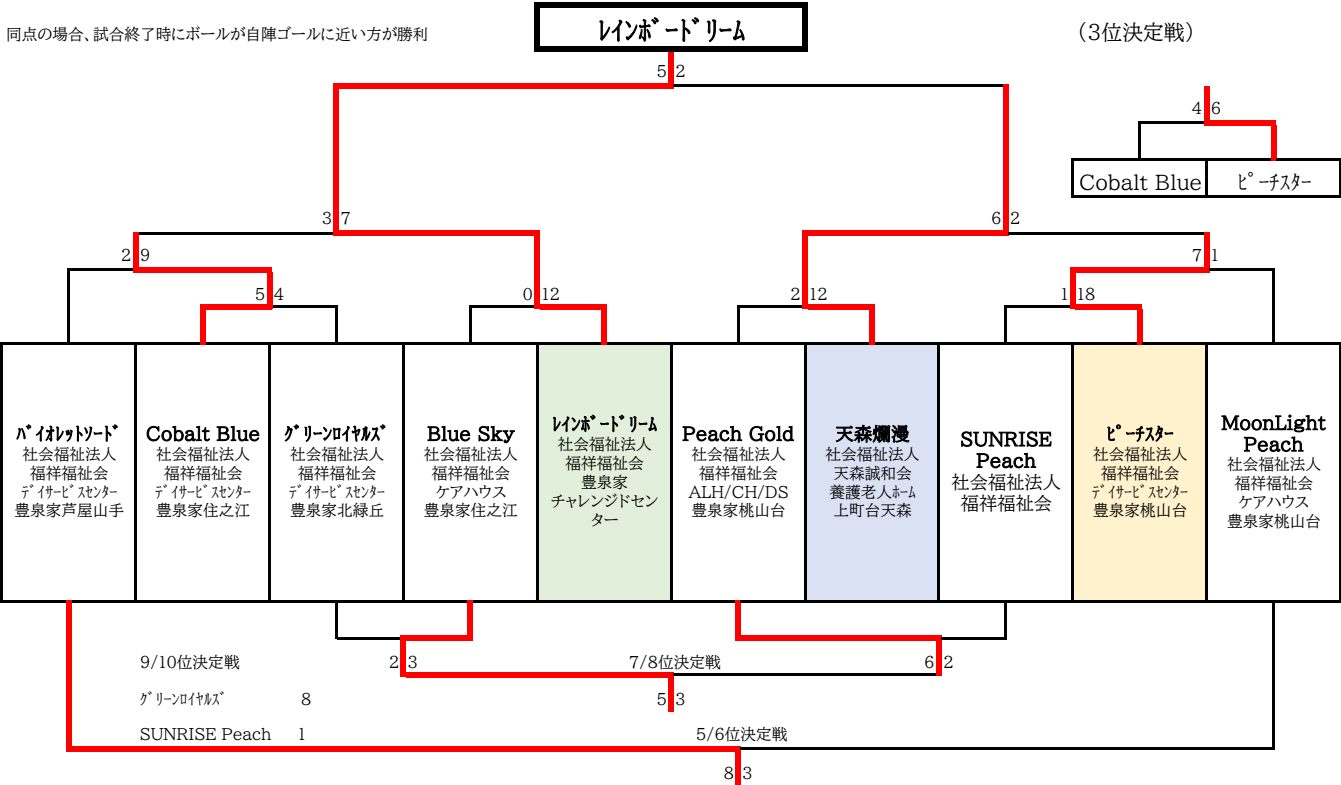 同点の場合、試合終了時にボールが自陣ゴールに近い方が勝利
ﾚｲﾝﾎﾞｰﾄﾞﾘｰﾑ
（3位決定戦）
5 2
4 6
Cobalt Blue ﾋﾟｰﾁｽﾀｰ
3 7
6 2
2 9
7 1
5 4
0 12
2 12
1 18
ﾊﾞｲｵﾚｯﾄｿｰﾄﾞ
社会福祉法人
福祥福祉会
ﾃﾞｲｻｰﾋﾞｽｾﾝﾀｰ
豊泉家芦屋山手
Cobalt Blue
社会福祉法人
福祥福祉会
ﾃﾞｲｻｰﾋﾞｽｾﾝﾀｰ
豊泉家住之江
ｸﾞﾘｰﾝﾛｲﾔﾙｽﾞ
社会福祉法人
福祥福祉会
ﾃﾞｲｻｰﾋﾞｽｾﾝﾀｰ
豊泉家北緑丘
Blue Sky
社会福祉法人
福祥福祉会
ケアハウス
豊泉家住之江
ﾚｲﾝﾎﾞｰﾄﾞﾘｰﾑ
社会福祉法人
福祥福祉会
豊泉家
チャレンジドセン
ター
Peach Gold
社会福祉法人
福祥福祉会
ALH/CH/DS
豊泉家桃山台
天森爛漫
社会福祉法人
天森誠和会
養護老人ﾎｰﾑ
上町台天森
SUNRISE
Peach
社会福祉法人
福祥福祉会
ﾋﾟｰﾁｽﾀｰ
社会福祉法人
福祥福祉会
ﾃﾞｲｻｰﾋﾞｽｾﾝﾀｰ
豊泉家桃山台
MoonLight
Peach
社会福祉法人
福祥福祉会
ケアハウス
豊泉家桃山台
9/10位決定戦
2 3
7/8位決定戦
6 2
ｸﾞﾘｰﾝﾛｲﾔﾙｽﾞ 8
5 3
SUNRISE Peach 1
5/6位決定戦
8 3